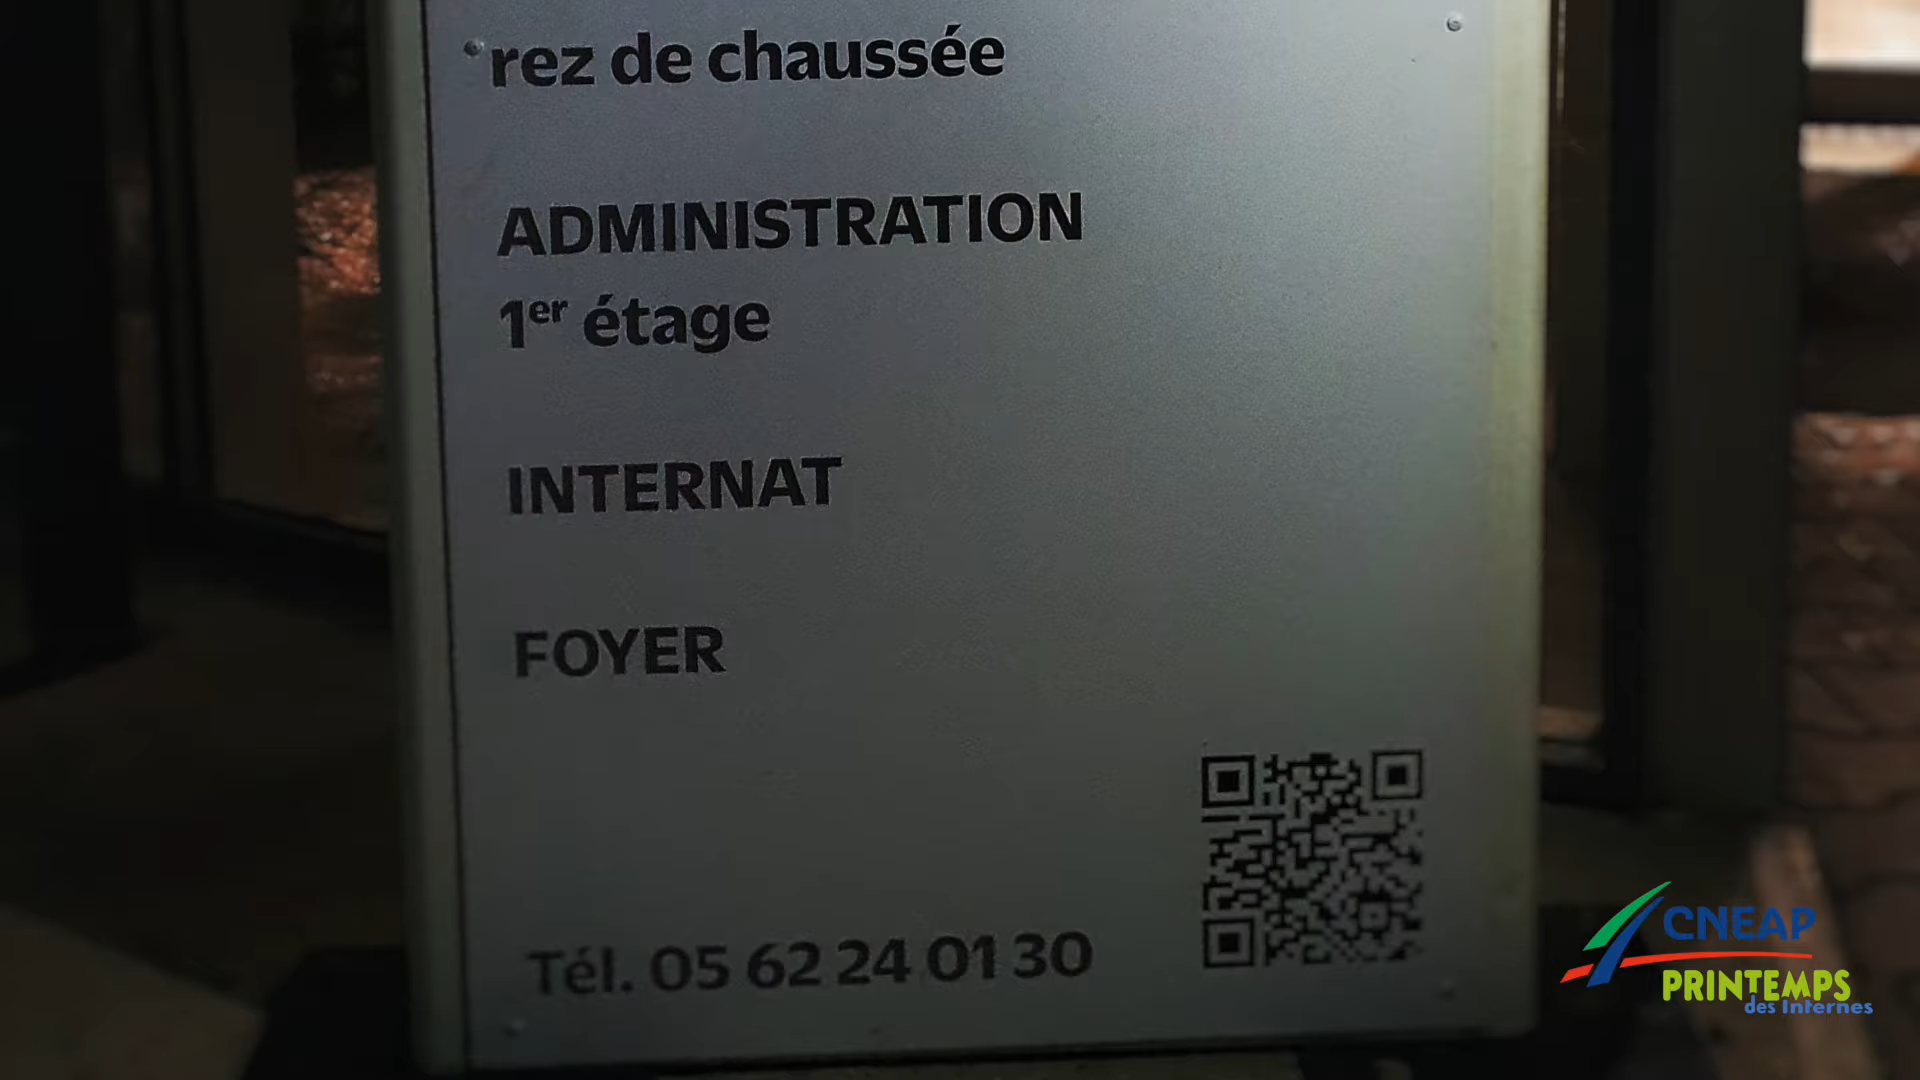 rez de chaussée
ADMINISTRATION
1er étage
INTERNAT
FOYER
Tél. 05 62 24 01 30
CNEAP
PRINTEMPS
des Internes